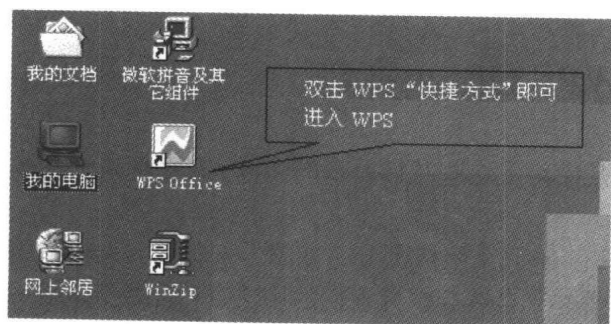 我的文档
微软拼音及其
它组件
双击 WPS “快捷方式”即可
进入 WPS
我的电脑
WPS Office
网上邻居
WinZip